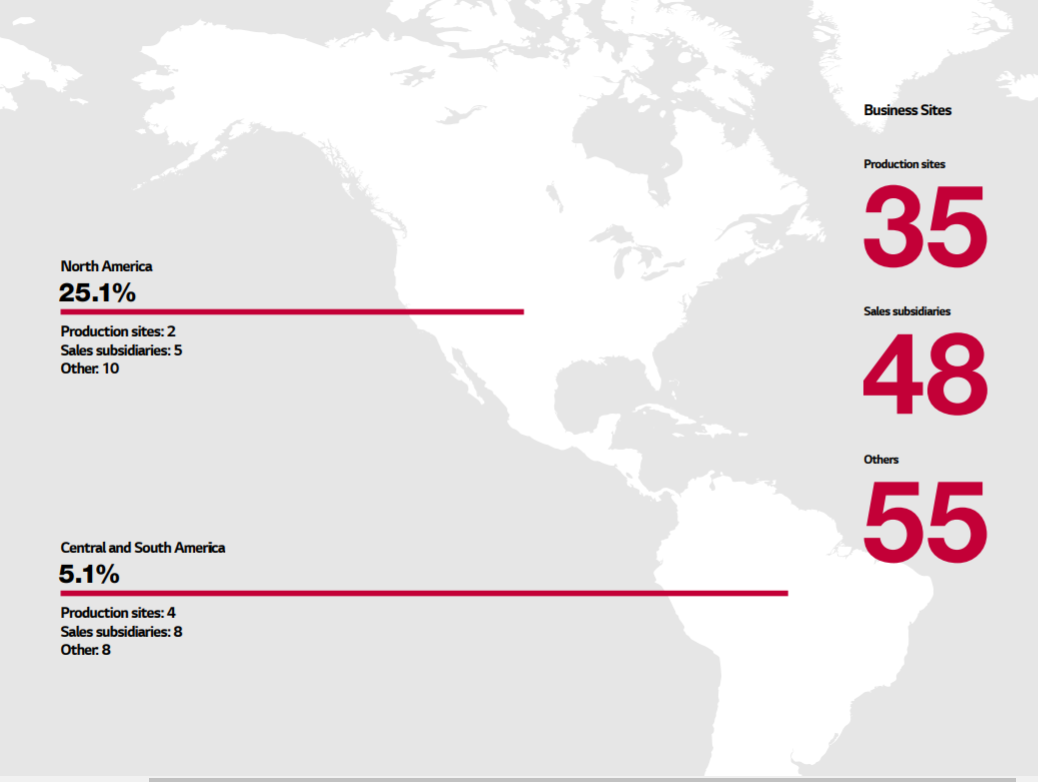 Business Sites
Production sites
35
Sales subsidiaries
48
Others
55
North America
25.1%
Production sites: 2
Sales subsidiaries: 5
Other: 10
Central and South America
5.1%
Production sites: 4
Sales subsidiaries: 8
Other: 8